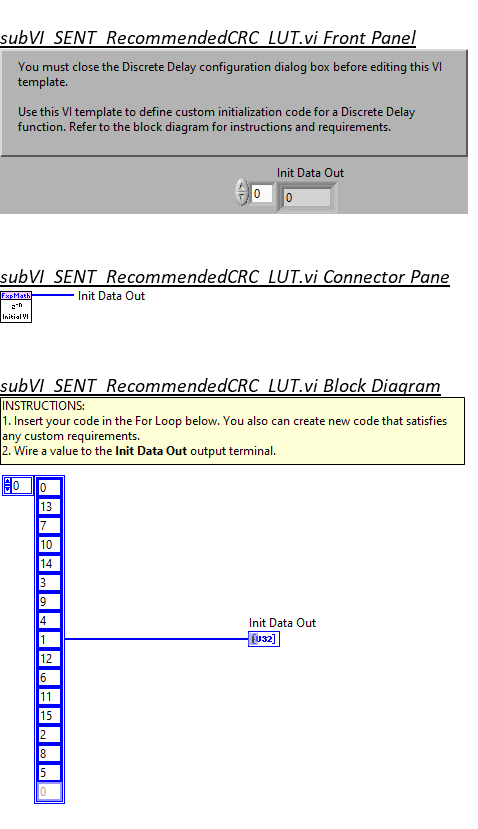 subVI_SENT_RecommendedCRC_LUT.vi Front Panel
You must close the Discrete Delay configuration dialog box before editing this VI
template.
Use this VI template to define custom initialization code for a Discrete Delay
function. Refer to the block diagram for instructions and requirements.
Init Data Out
0
0
subVI_SENT_RecommendedCRC_LUT.vi Connector Pane
FxpMath
z⁻ⁿ
Initial VI
Init Data Out
subVI_SENT_RecommendedCRC_LUT.vi Block Diagram
INSTRUCTIONS:
1. Insert your code in the For Loop below. You also can create new code that satisfies
any custom requirements.
2. Wire a value to the Init Data Out output terminal.
0
0
13
7
10
14
3
9
4
1
12
6
11
15
2
8
5
0
Init Data Out
[U32]